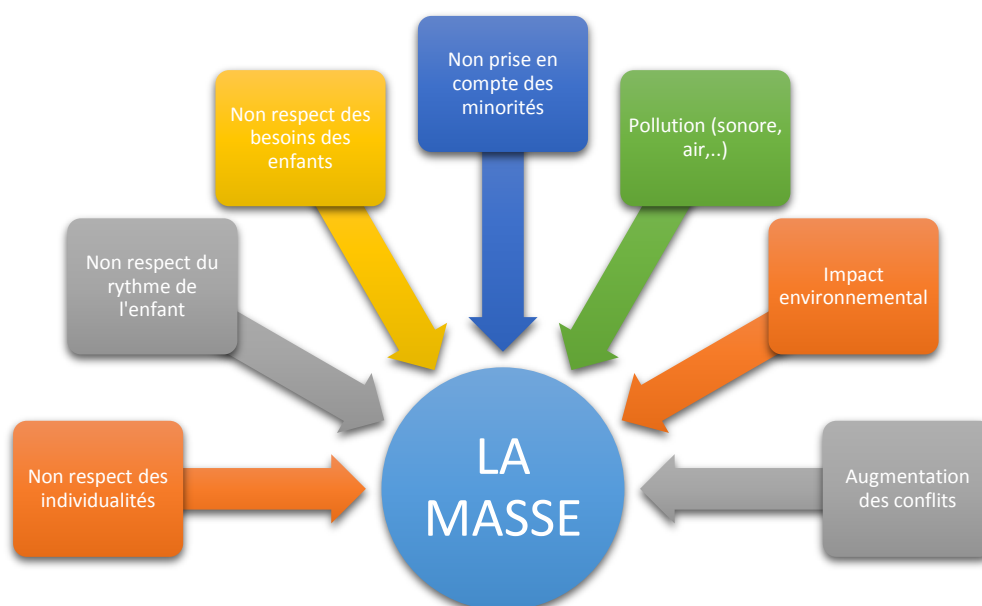 Non respect des
individualités
Non respect du
rythme de
l'enfant
Non respect des
besoins des
enfants
Non prise en
compte des
minorités
Pollution (sonore,
air,..)
Impact
environnemental
Augmentation
des conflits
LA
MASSE